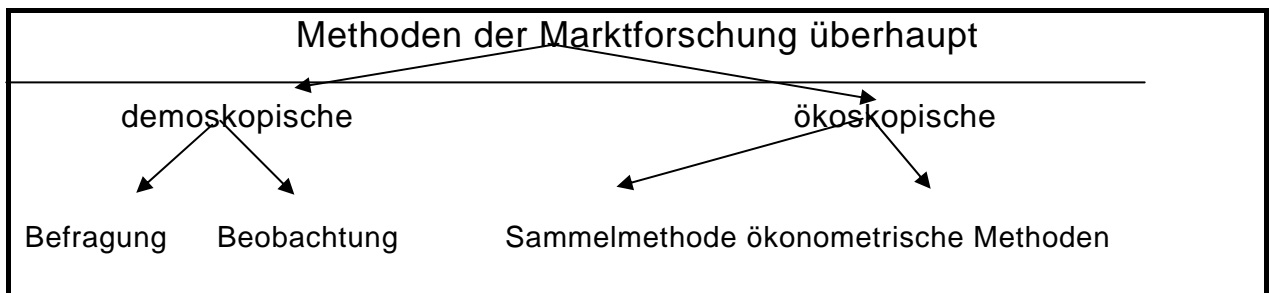 Methoden der Marktforschung überhaupt
demoskopische ökoskopische
Befragung Beobachtung Sammelmethode ökonometrische Methoden